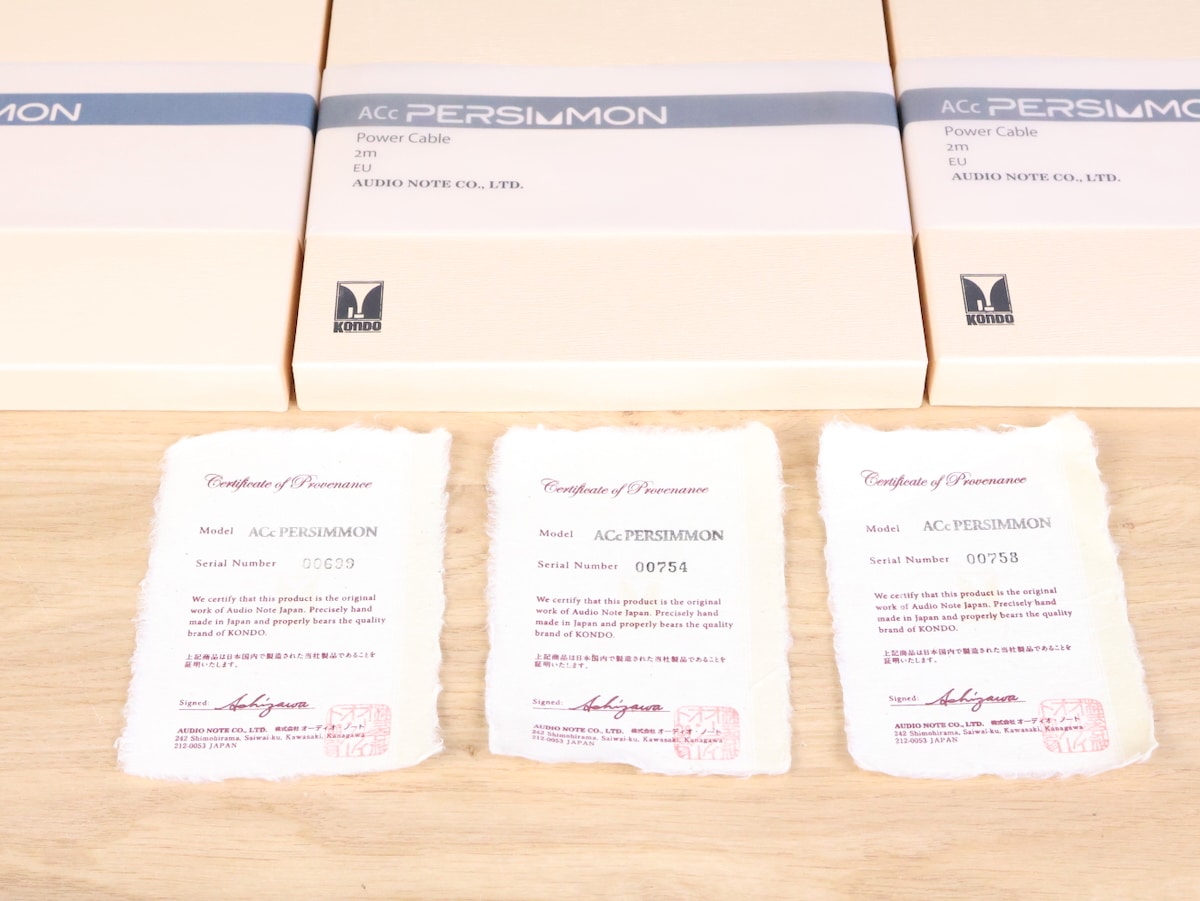 MON
ACc PERSIMMON
Power Cable
2m
EU
AUDIO NOTE CO., LTD.
KONDO
ACc PERSIMMO
Power Cable
2m
EU
AUDIO NOTE CO., LTD.
KONDO
Certificate of Provenance
Model ACc PERSIMMON
Serial Number 00699
We certify that this product is the original
work of Audio Note Japan. Precisely hand
made in Japan and properly bears the quality
brand of KONDO.
上記商品は日本国内で製造された当社製品であることを
証明いたします。
Signed: Ashizawa
AUDIO NOTE CO., LTD. 株式会社 オーディオ・ノート
242 Shimohirama, Saiwai-ku, Kawasaki, Kanagawa
212-0053 JAPAN
Certificate of Provenance
Model ACc PERSIMMON
Serial Number 00754
We certify that this product is the original
work of Audio Note Japan. Precisely hand
made in Japan and properly bears the quality
brand of KONDO.
上記商品は日本国内で製造された当社製品であることを
証明いたします。
Signed: Ashizawa
AUDIO NOTE CO., LTD. 株式会社 オーディオ・ノート
242 Shimohirama, Saiwai-ku, Kawasaki, Kanagawa
212-0053 JAPAN
Certificate of Provenance
Model ACc PERSIMMON
Serial Number 00758
We certify that this product is the original
work of Audio Note Japan. Precisely hand
made in Japan and properly bears the quality
brand of KONDO.
上記商品は日本国内で製造された当社製品であることを
証明いたします。
Signed: Ashizawa
AUDIO NOTE CO., LTD. 株式会社 オーディオ・ノート
242 Shimohirama, Saiwai-ku, Kawasaki, Kanagawa
212-0053 JAPAN